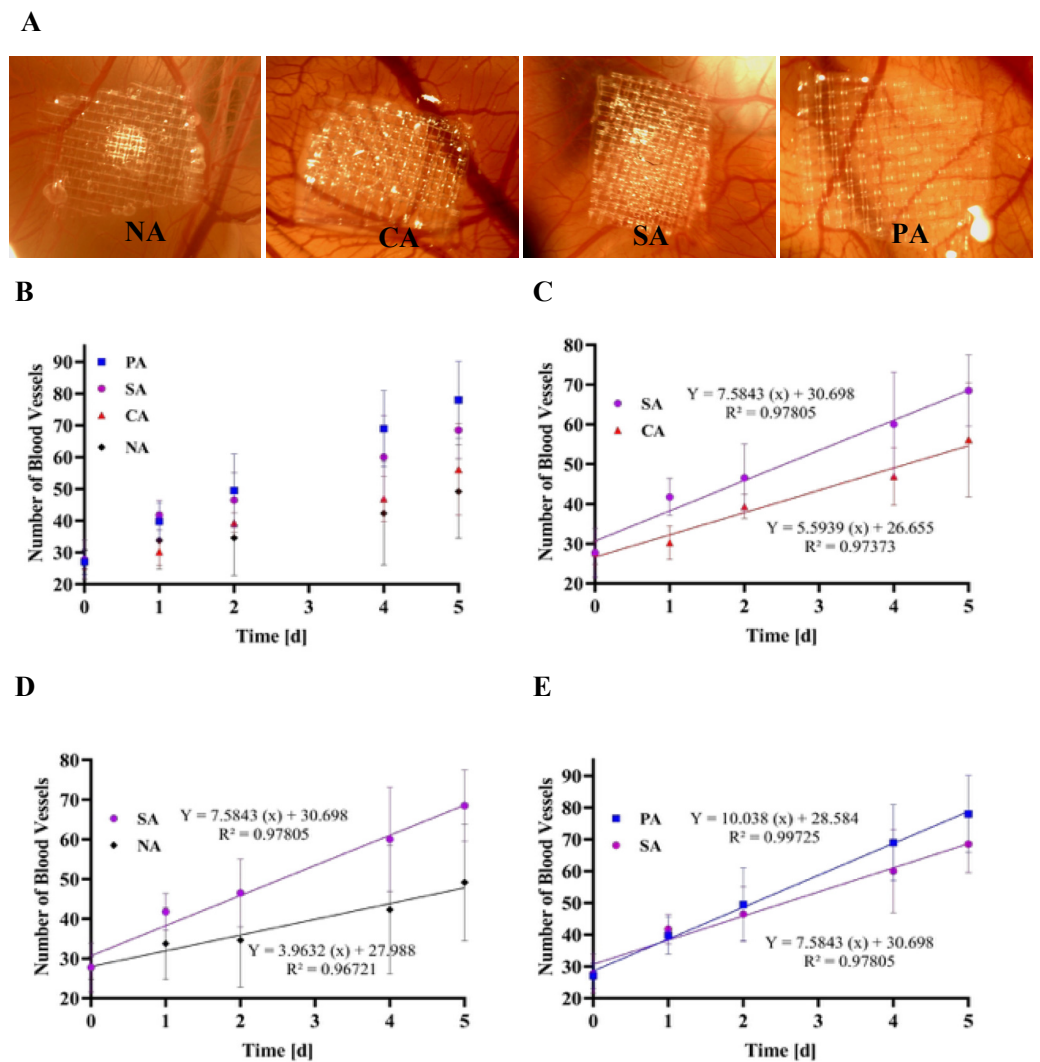 A
NA
CA
SA
PA
B
Number of Blood Vessels
90
80
70
60
50
40
30
20
PA
SA
CA
NA
0
1
2
3
4
5
Time [d]
C
Number of Blood Vessels
80
70
60
50
40
30
20
SA
CA
Y = 7.5843 (x) + 30.698
R² = 0.97805
Y = 5.5939 (x) + 26.655
R² = 0.97373
0
1
2
3
4
5
Time [d]
D
Number of Blood Vessels
80
70
60
50
40
30
20
SA
NA
Y = 7.5843 (x) + 30.698
R² = 0.97805
Y = 3.9632 (x) + 27.988
R² = 0.96721
0
1
2
3
4
5
Time [d]
E
Number of Blood Vessels
90
80
70
60
50
40
30
20
PA
SA
Y = 10.038 (x) + 28.584
R² = 0.99725
Y = 7.5843 (x) + 30.698
R² = 0.97805
0
1
2
3
4
5
Time [d]